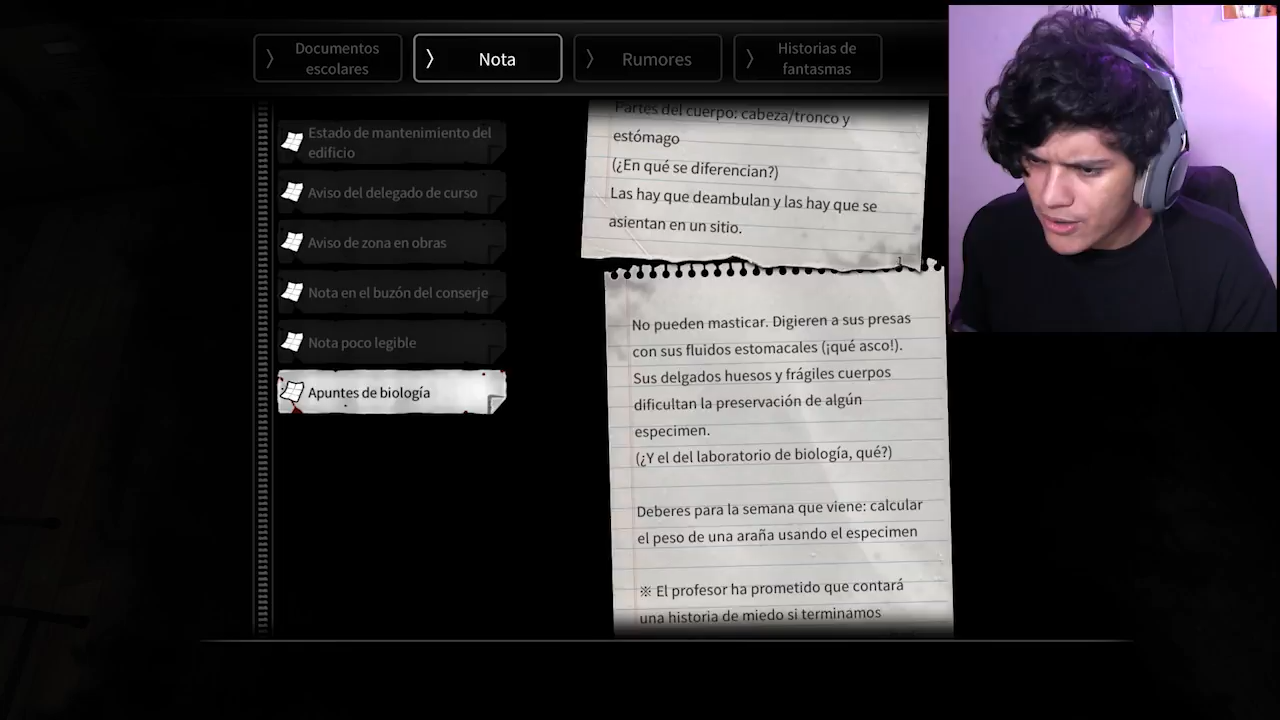 Documentos
escolares
Nota
Rumores
Historias de
fantasmas
Estado de mantenimiento del
edificio
Aviso del delegado de curso
Aviso de zona en obras
Nota en el buzón del conserje
Nota poco legible
Apuntes de biología
Partes del cuerpo: cabeza/tronco y
estómago
(¿En qué se diferencian?)
Las hay que deambulan y las hay que se
asientan en un sitio.
1
No pueden masticar. Digieren a sus presas
con sus fluidos estomacales (¡qué asco!).
Sus delgados huesos y frágiles cuerpos
dificultan la preservación de algún
especimen.
(¿Y el del laboratorio de biología, qué?)
Deberes para la semana que viene: calcular
el peso de una araña usando el especimen
※ El profesor ha prometido que contará
una historia de miedo si terminamos